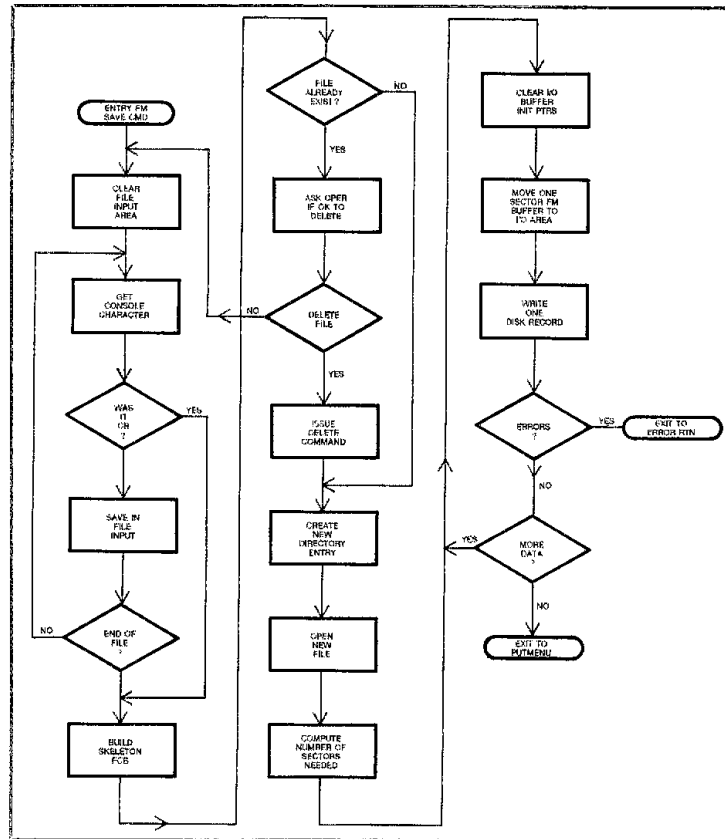 ENTRY FM
SAVE CMD
CLEAR
FILE
INPUT
AREA
GET
CONSOLE
CHARACTER
WAS
IT
CR
?
YES
SAVE IN
FILE
INPUT
NO
END OF
FILE
?
BUILD
SKELETON
FCB
FILE
ALREADY
EXIST ?
NO
YES
ASK OPER
IF OK TO
DELETE
NO
DELETE
FILE
YES
ISSUE
DELETE
COMMAND
CREATE
NEW
DIRECTORY
ENTRY
OPEN
NEW
FILE
COMPUTE
NUMBER OF
SECTORS
NEEDED
CLEAR I/O
BUFFER
INIT PTRS
MOVE ONE
SECTOR FM
BUFFER TO
I/O AREA
WRITE
ONE
DISK RECORD
ERRORS
?
YES
EXIT TO
ERROR RTN
NO
YES
MORE
DATA
?
NO
EXIT TO
PUTMENU